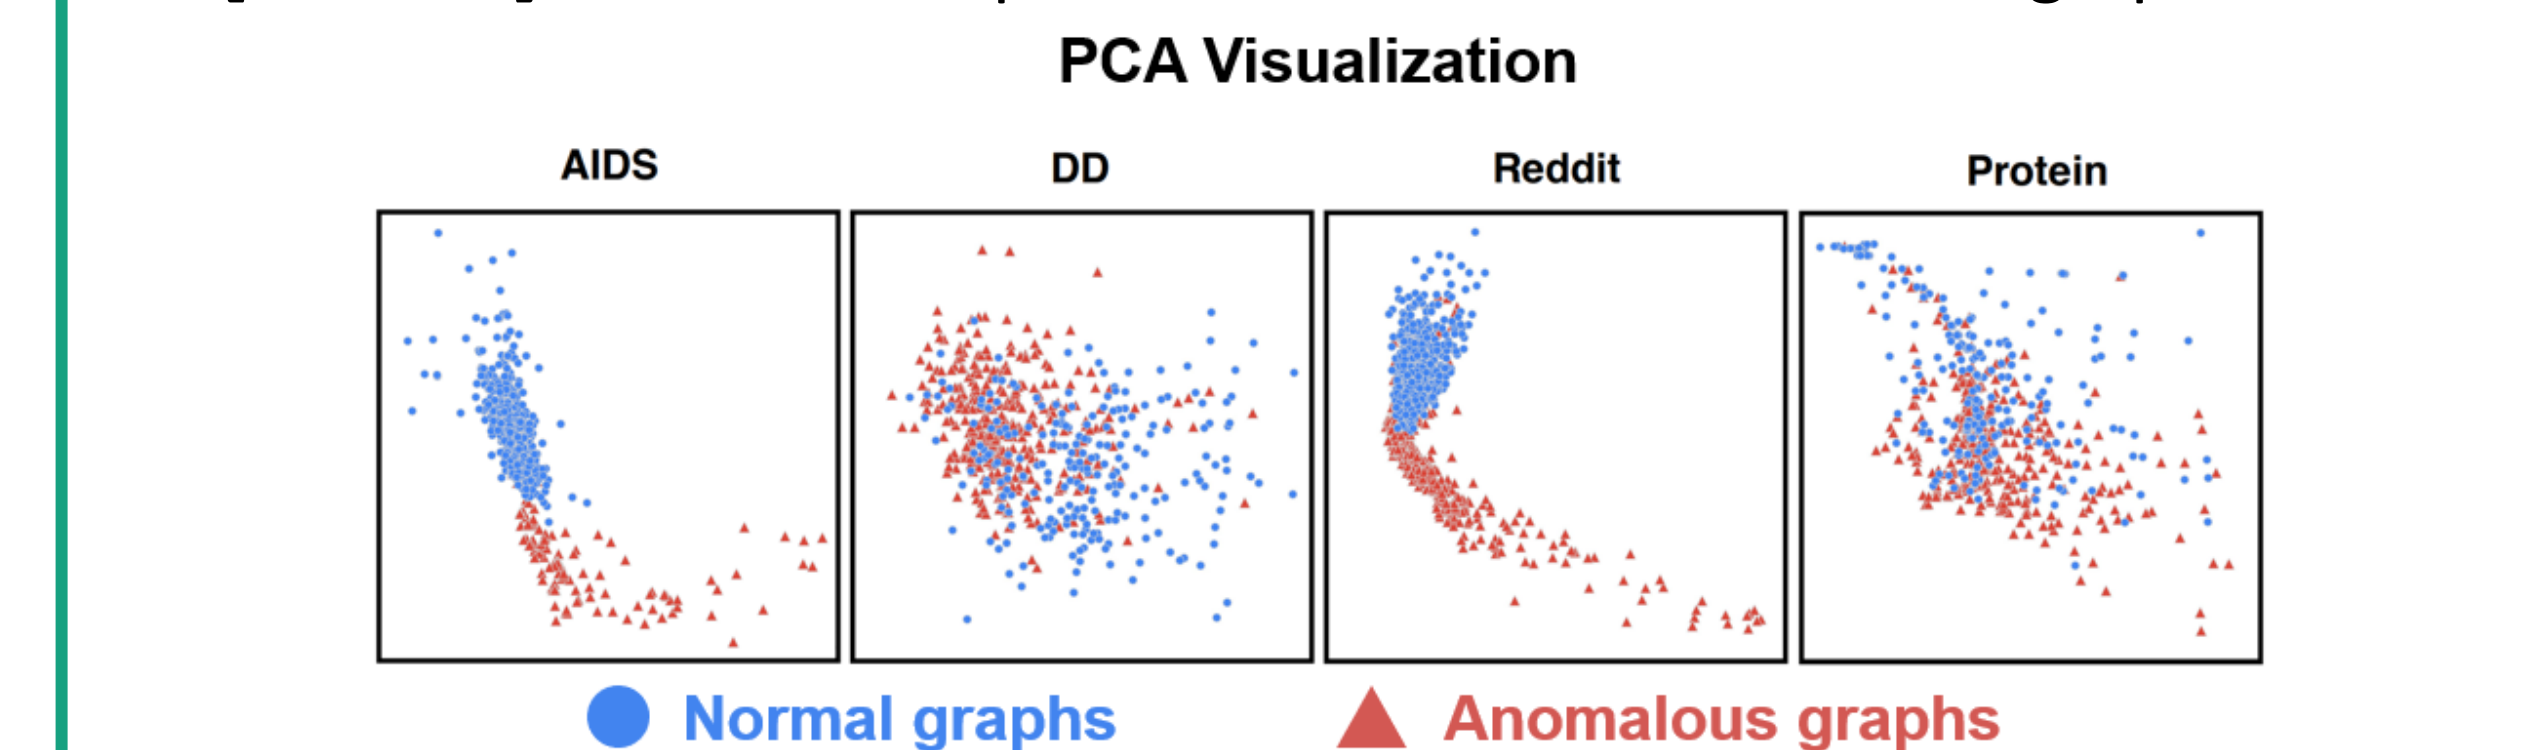 PCA Visualization
AIDS DD Reddit Protein
Normal graphs Anomalous graphs